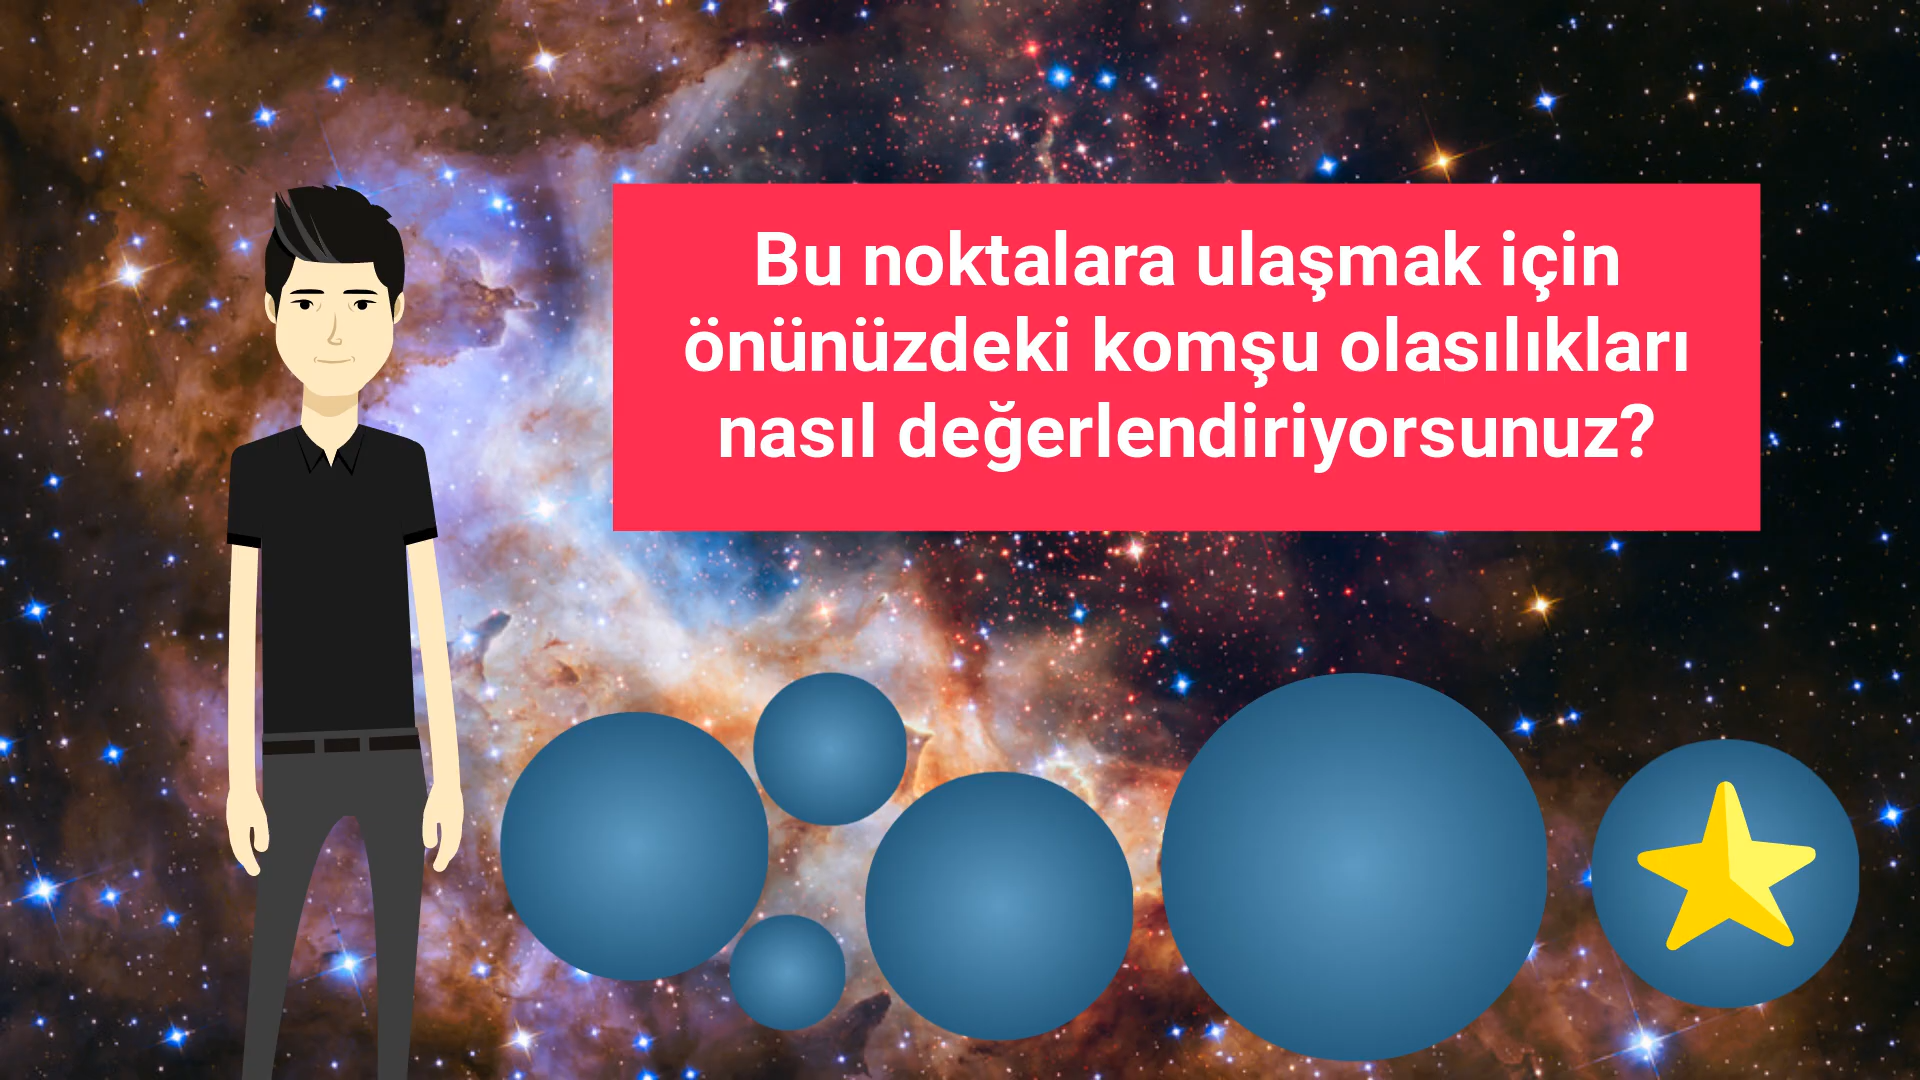 Bu noktalara ulaşmak için
önünüzdeki komşu olasılıkları
nasıl değerlendiriyorsunuz?